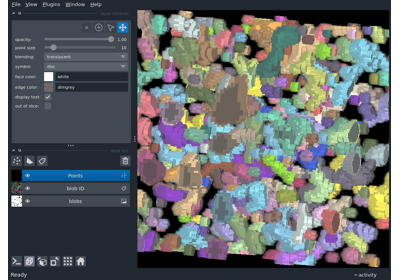 File View Plugins Window Help
opacity: 1.00
point size: 10
blending: translucent
symbol: disc
face color: white
edge color: dimgrey
display text:
out of slice:
Points
blob ID
blobs
Ready
activity